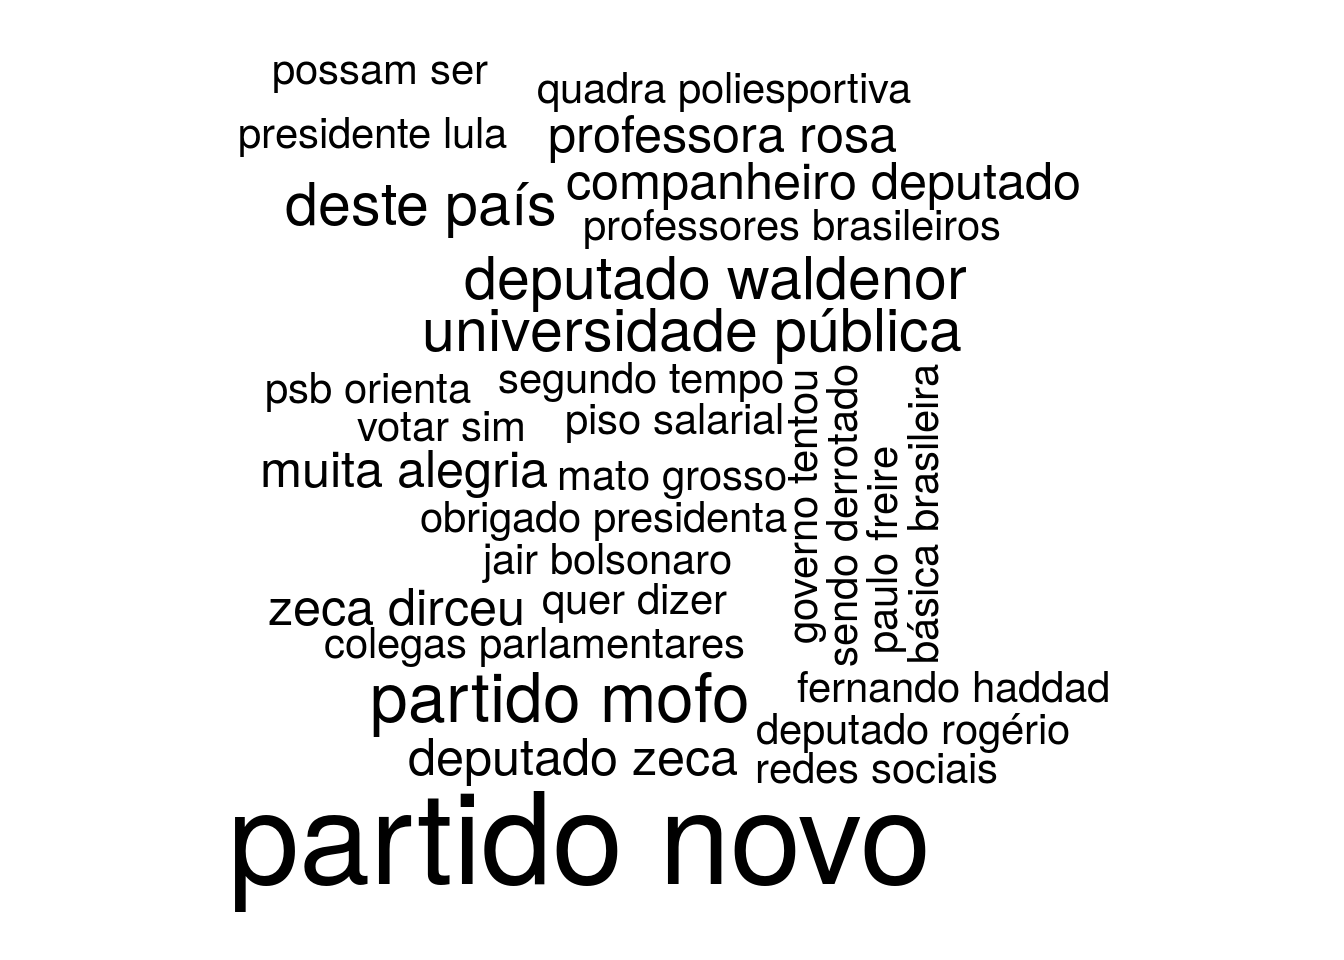 possam ser
quadra poliesportiva
presidente lula
professora rosa
companheiro deputado
deste país
professores brasileiros
deputado waldenor
universidade pública
psb orienta
segundo tempo
votar sim
piso salarial
muita alegria
mato grosso
obrigado presidenta
jair bolsonaro
zeca dirceu
quer dizer
colegas parlamentares
governo tentou
sendo derrotado
paulo freire
básica brasileira
partido mofo
fernando haddad
deputado rogério
deputado zeca
redes sociais
partido novo